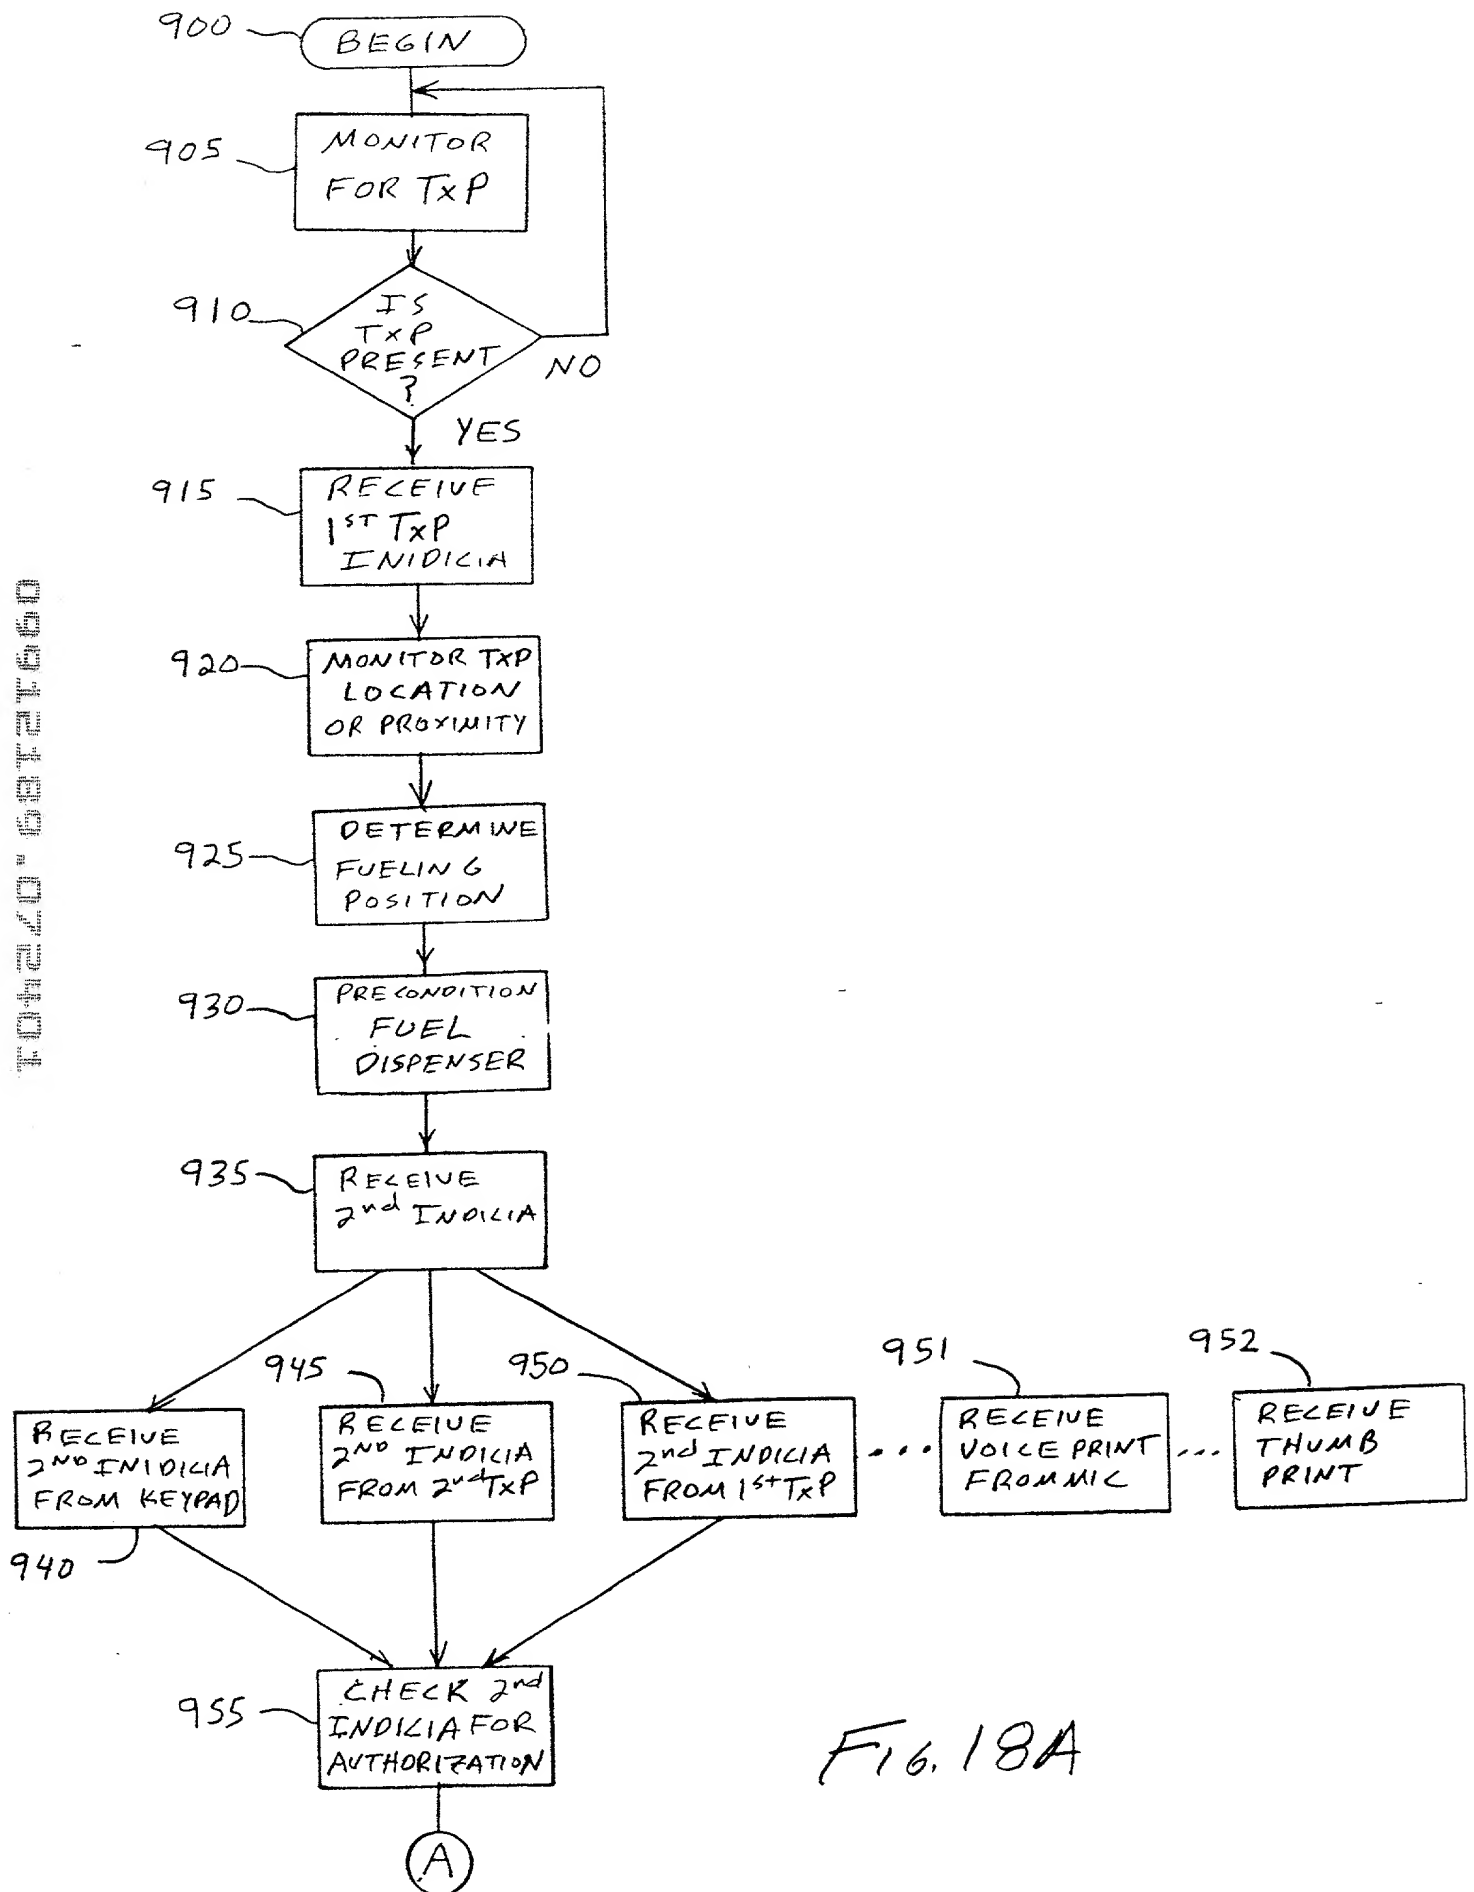 900
BEGIN
905
MONITOR
FOR TxP
910
IS
TxP
PRESENT
?
NO
YES
915
RECEIVE
1ST TxP
INIDICIA
920
MONITOR TXP
LOCATION
OR PROXIMITY
925
DETERMINE
FUELING
POSITION
930
PRECONDITION
FUEL
DISPENSER
935
RECEIVE
2nd INDICIA
940
RECEIVE
2ND INIDICIA
FROM KEYPAD
945
RECEIVE
2ND INDICIA
FROM 2nd TxP
950
RECEIVE
2nd INDICIA
FROM 1st TxP
...
951
RECEIVE
VOICE PRINT
FROM MIC
...
952
RECEIVE
THUMB
PRINT
955
CHECK 2nd
INDICIA FOR
AUTHORIZATION
A
FIG. 18A